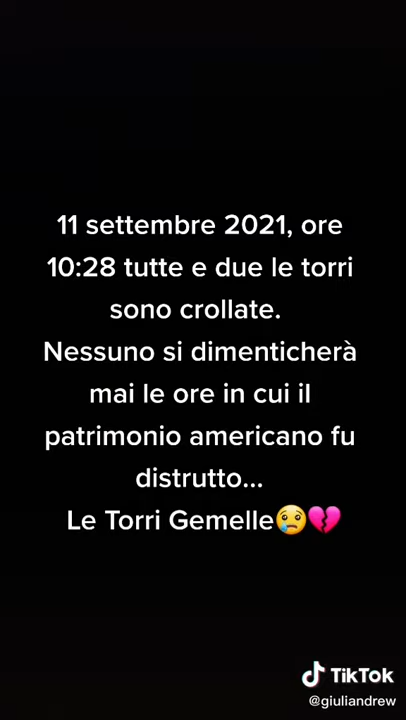 11 settembre 2021, ore
10:28 tutte e due le torri
sono crollate.
Nessuno si dimenticherà
mai le ore in cui il
patrimonio americano fu
distrutto...
Le Torri Gemelle😢💔
TikTok
@giuliandrew